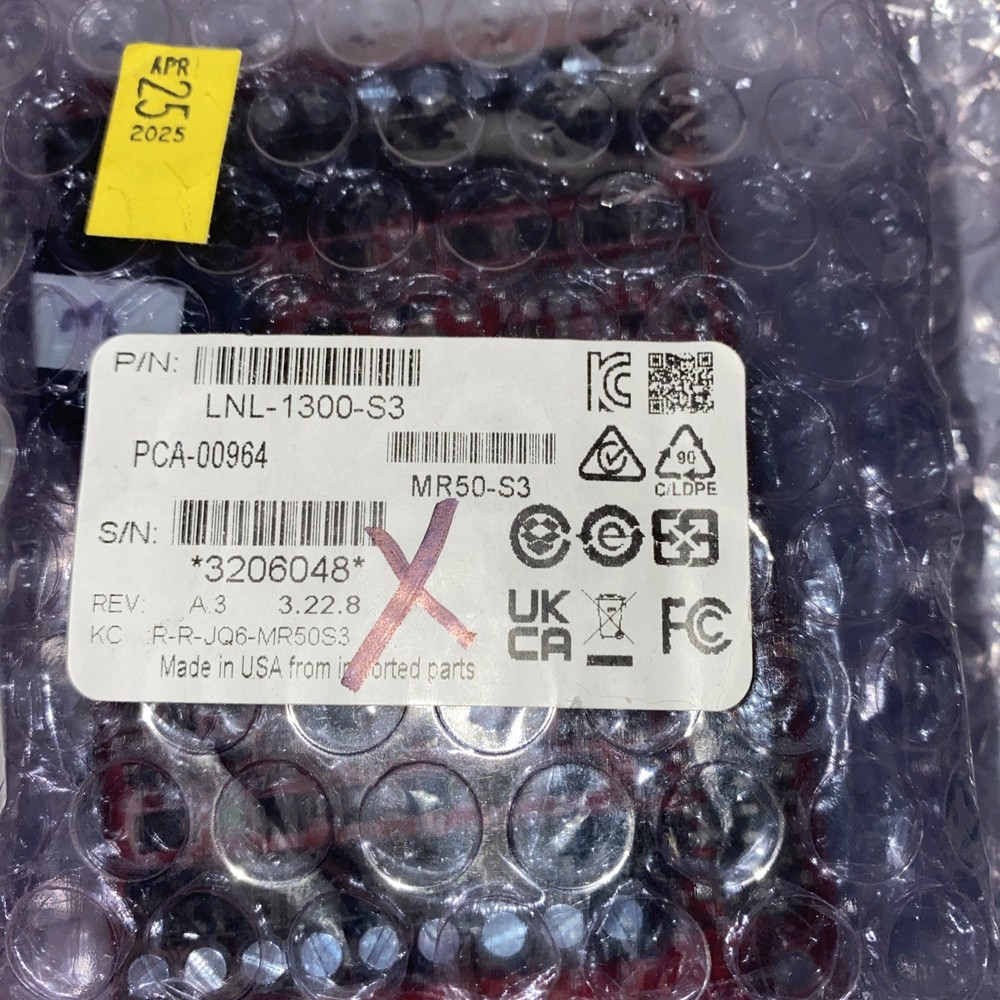 APR
25
2025
P/N:
LNL-1300-S3
PCA-00964
MR50-S3
90
C/LDPE
S/N:
*3206048*
REV: A.3 3.22.8
KC :R-R-JQ6-MR50S3
Made in USA from imported parts
UK
CA
FC